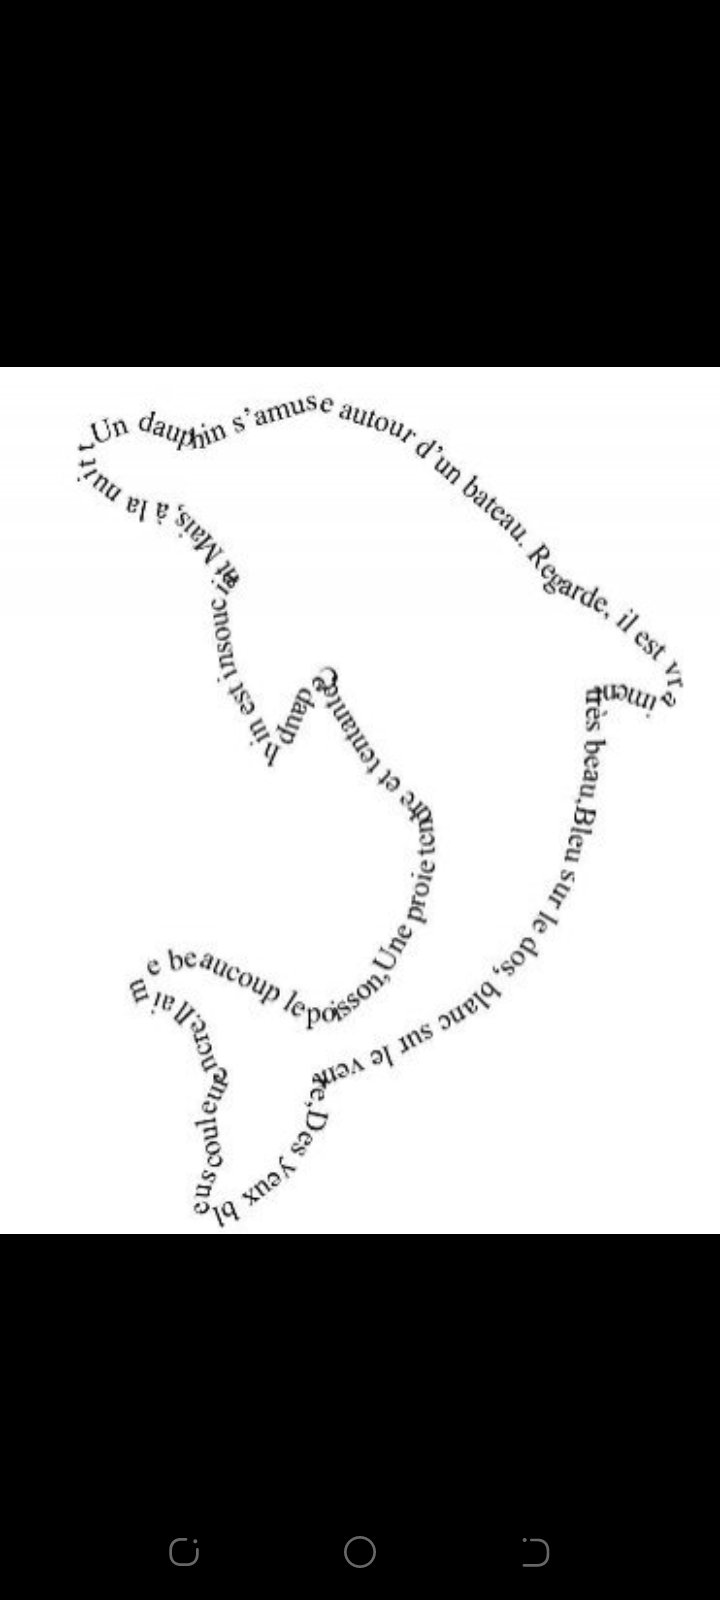 Un dauphin s'amuse autour d'un bateau. Regarde, il est vraiment très beau, Bleu sur le dos, blanc sur le ventre, Des yeux bleus couleur encre. Il aime beaucoup le poisson, Une proie tendre et tentante Ce dauphin est insouciant Mais, à la nuit t